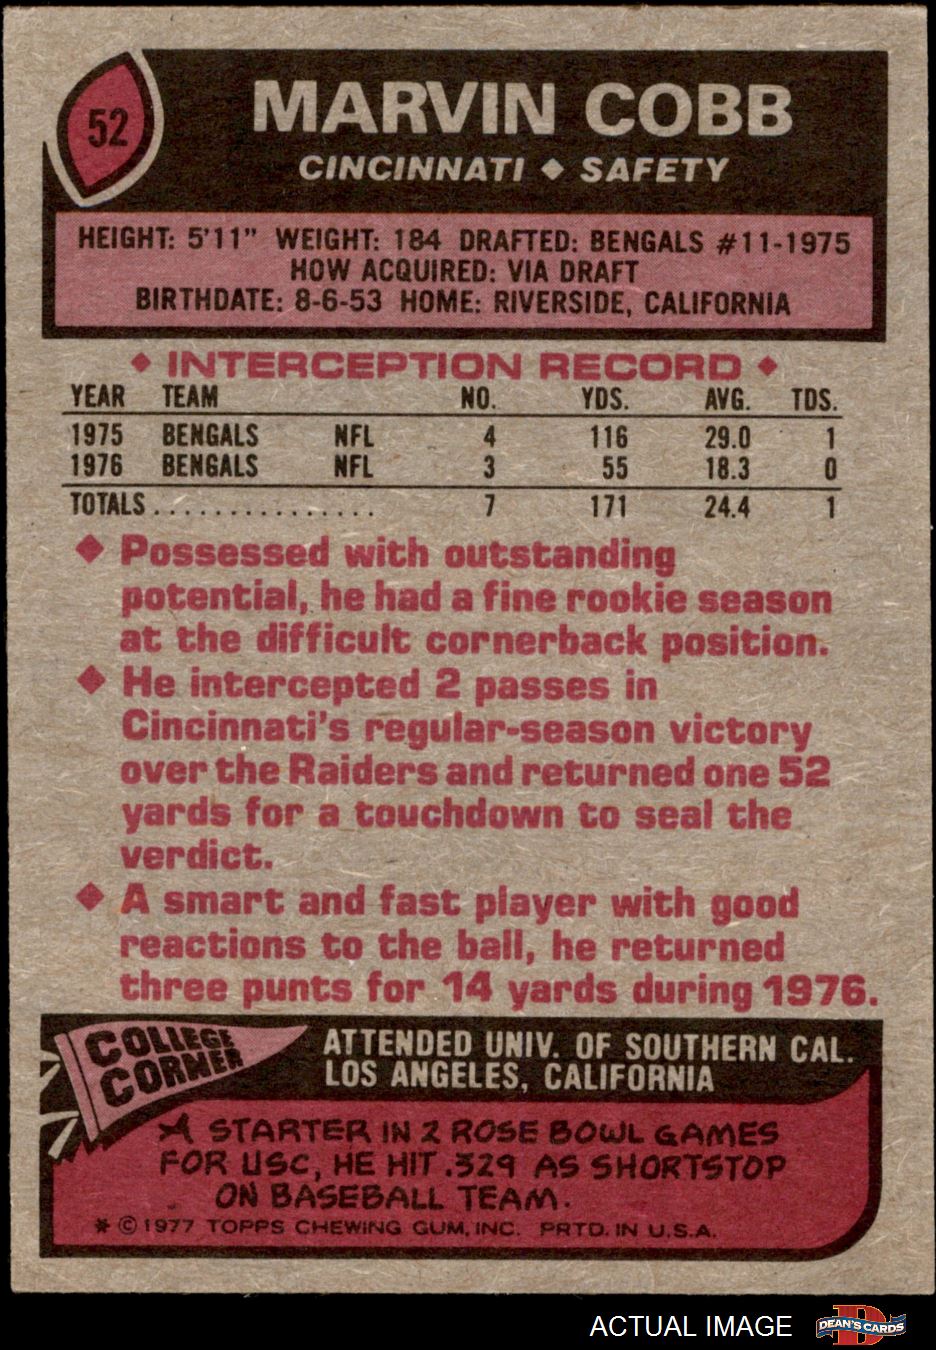 52
MARVIN COBB
CINCINNATI ◆ SAFETY
HEIGHT: 5'11" WEIGHT: 184 DRAFTED: BENGALS #11-1975
HOW ACQUIRED: VIA DRAFT
BIRTHDATE: 8-6-53 HOME: RIVERSIDE, CALIFORNIA
◆ INTERCEPTION RECORD ◆
YEAR TEAM NO. YDS. AVG. TDS.
1975 BENGALS NFL 4 116 29.0 1
1976 BENGALS NFL 3 55 18.3 0
TOTALS ............... 7 171 24.4 1
◆ Possessed with outstanding
potential, he had a fine rookie season
at the difficult cornerback position.
◆ He intercepted 2 passes in
Cincinnati's regular-season victory
over the Raiders and returned one 52
yards for a touchdown to seal the
verdict.
◆ A smart and fast player with good
reactions to the ball, he returned
three punts for 14 yards during 1976.
COLLEGE
CORNER
ATTENDED UNIV. OF SOUTHERN CAL.
LOS ANGELES, CALIFORNIA
A STARTER IN 2 ROSE BOWL GAMES
FOR USC, HE HIT .329 AS SHORTSTOP
ON BASEBALL TEAM.
* © 1977 TOPPS CHEWING GUM, INC. PRTD. IN U.S.A.
ACTUAL IMAGE
DEAN'S CARDS